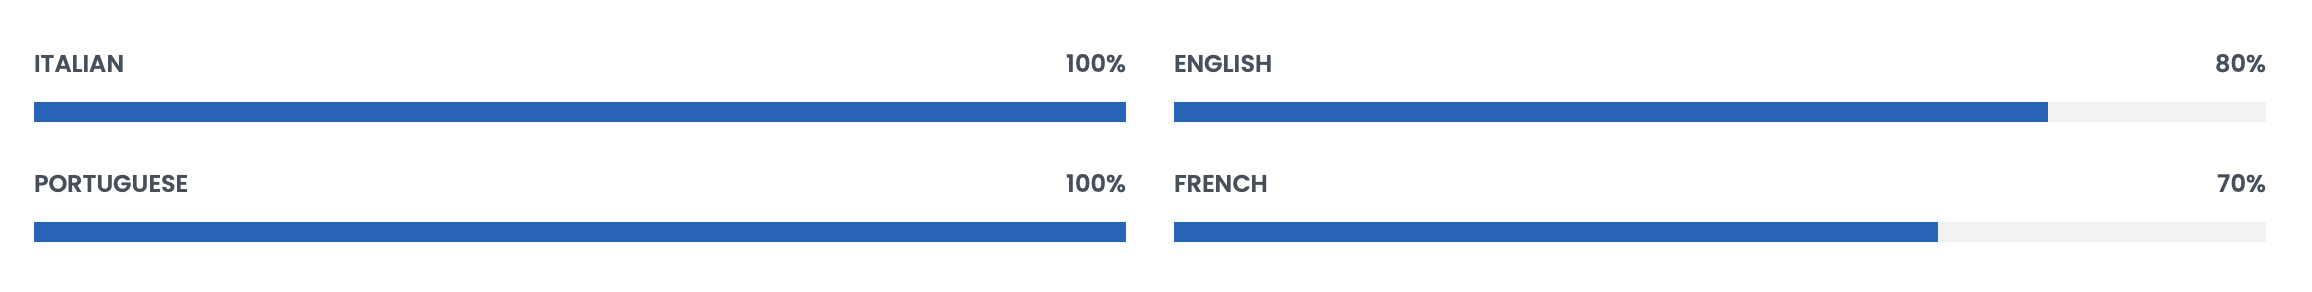 ITALIAN 100%
ENGLISH 80%
PORTUGUESE 100%
FRENCH 70%